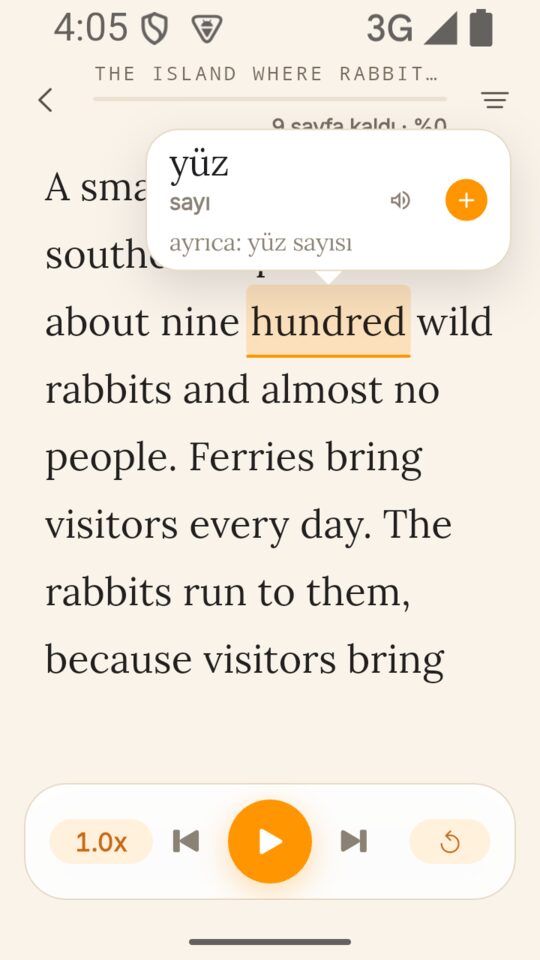 4:05
3G
THE ISLAND WHERE RABBIT…
9 sayfa kaldı · %0
yüz
sayı
ayrıca: yüz sayısı
A sma
southe
about nine hundred wild
rabbits and almost no
people. Ferries bring
visitors every day. The
rabbits run to them,
because visitors bring
1.0x